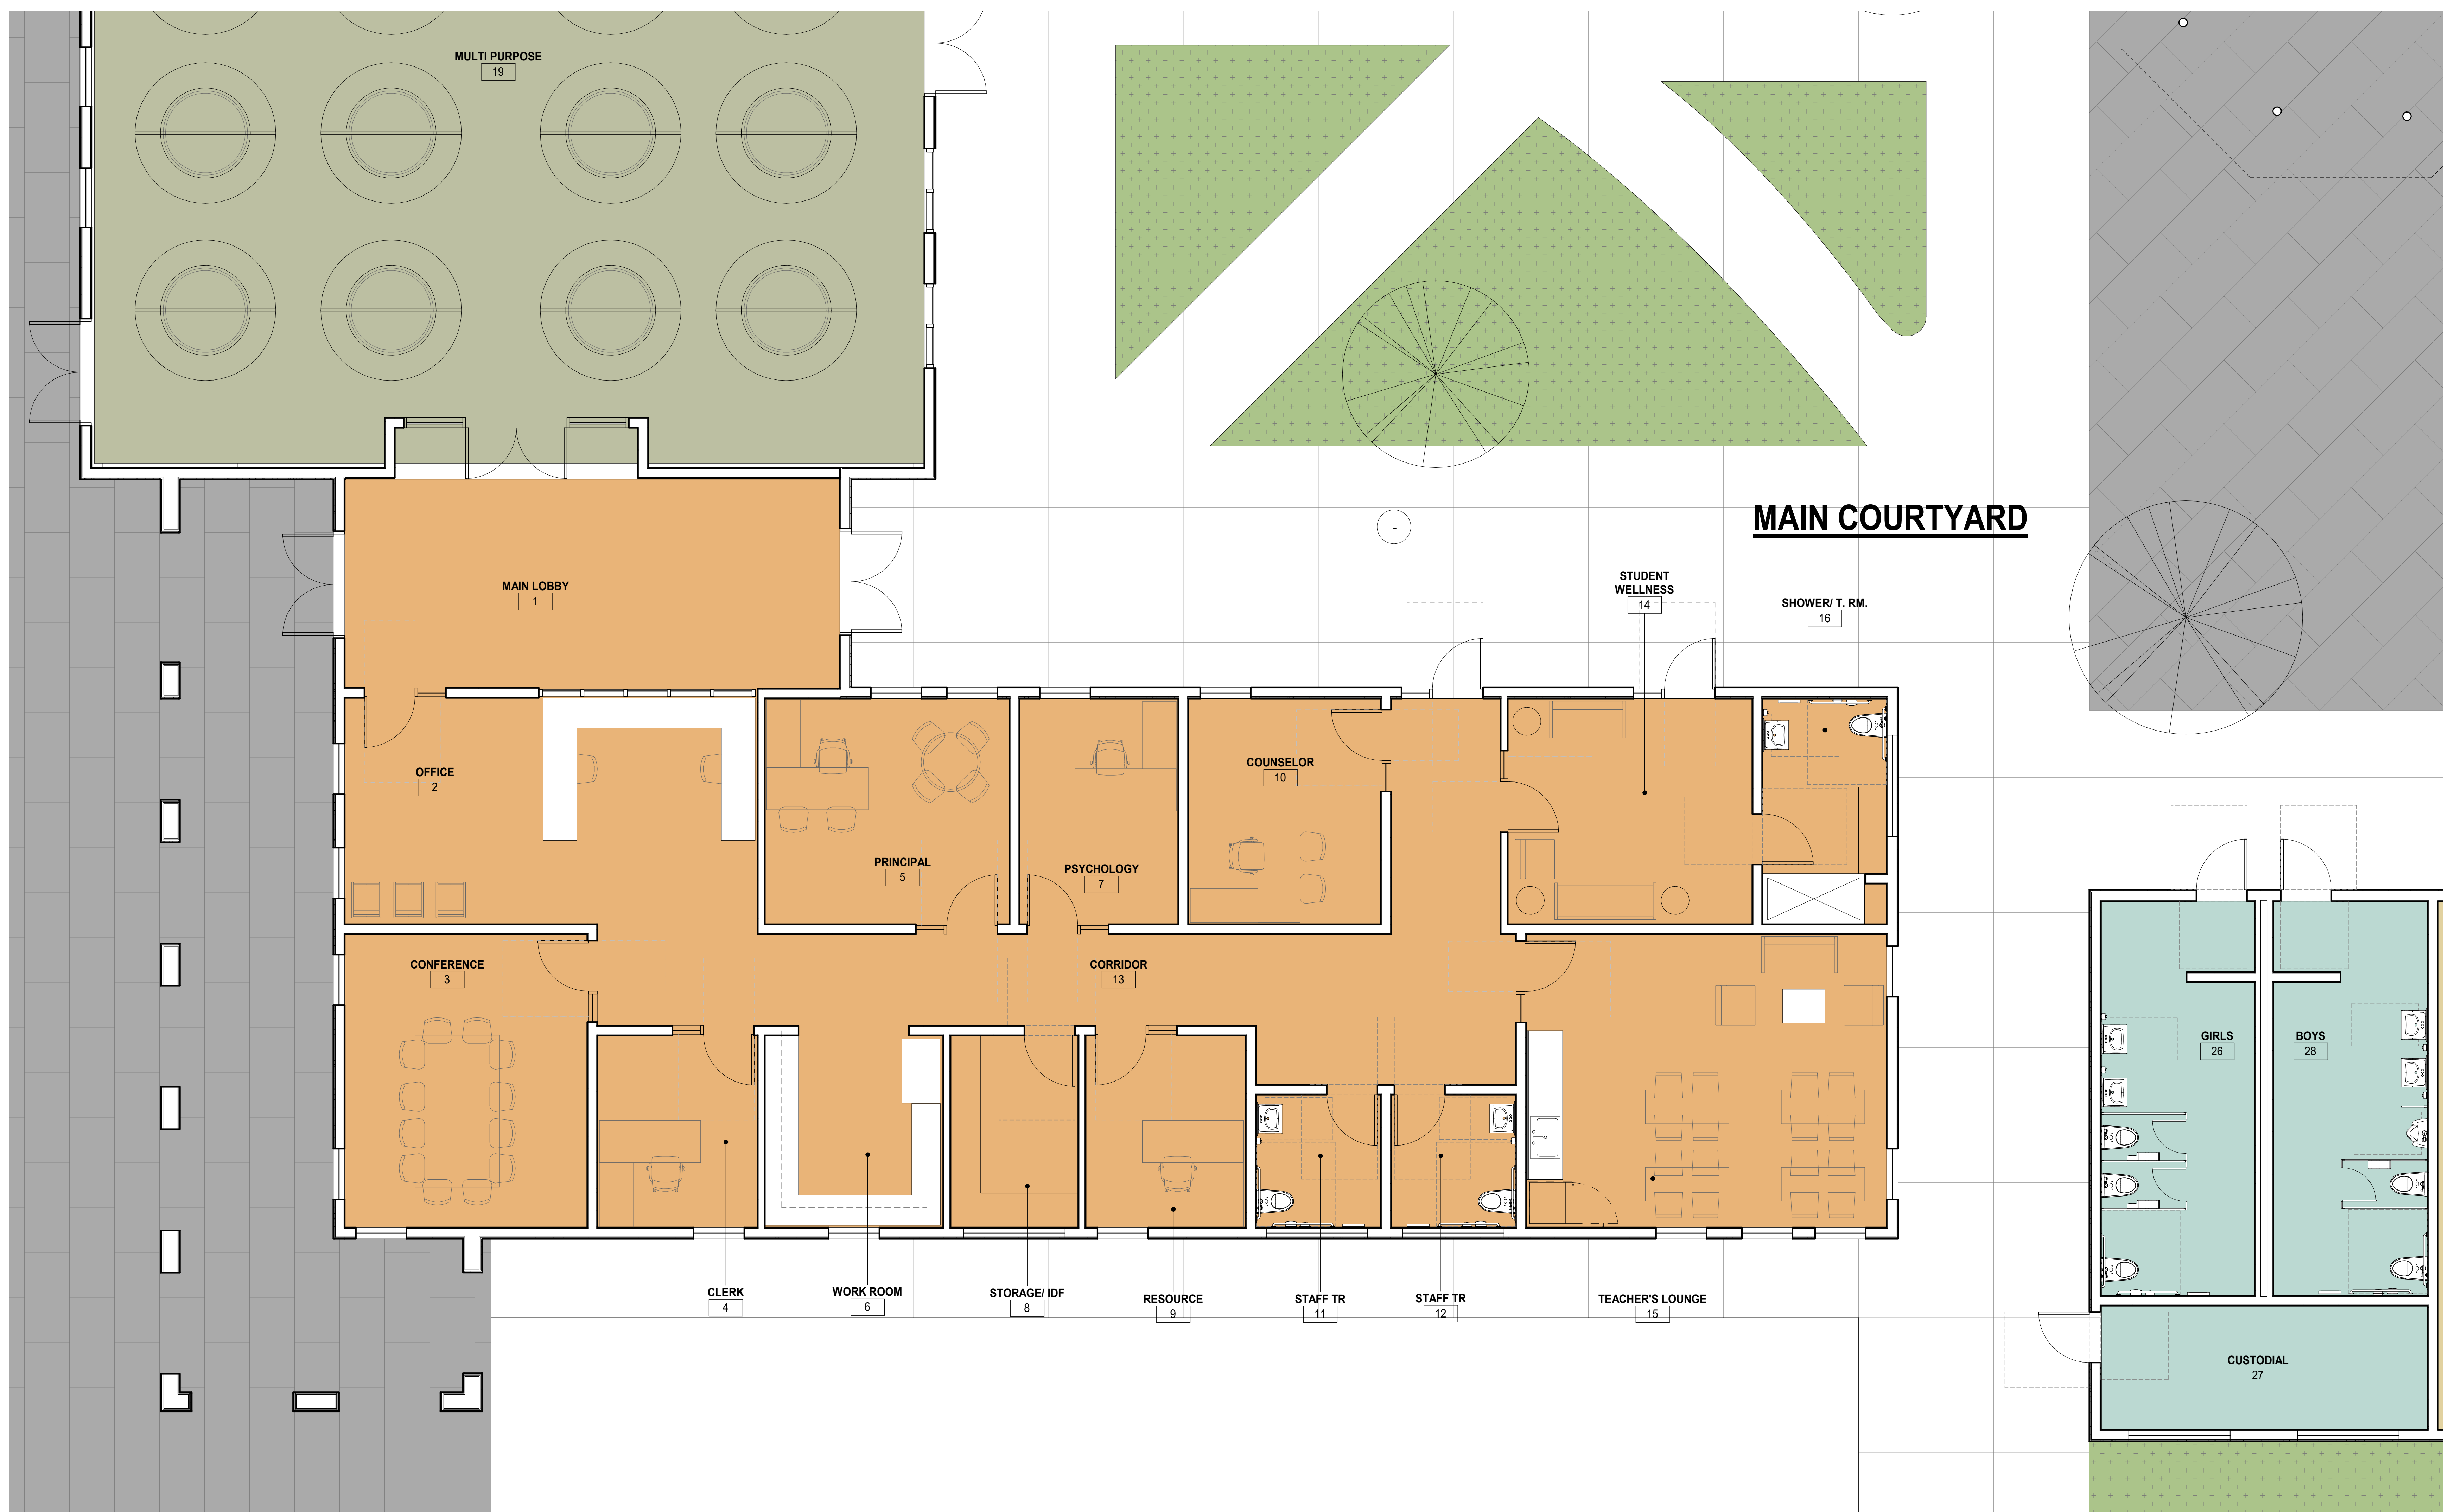 MULTI PURPOSE
19
MAIN COURTYARD
-
MAIN LOBBY
1
STUDENT
WELLNESS
14
SHOWER/ T. RM.
16
OFFICE
2
COUNSELOR
10
PRINCIPAL
5
PSYCHOLOGY
7
CONFERENCE
3
CORRIDOR
13
GIRLS
26
BOYS
28
CLERK
4
WORK ROOM
6
STORAGE/ IDF
8
RESOURCE
9
STAFF TR
11
STAFF TR
12
TEACHER'S LOUNGE
15
CUSTODIAL
27